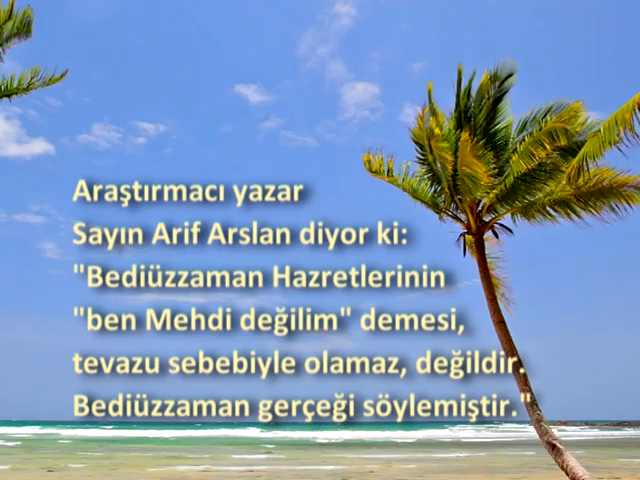 Araştırmacı yazar
Sayın Arif Arslan diyor ki:
"Bediüzzaman Hazretlerinin
"ben Mehdi değilim" demesi,
tevazu sebebiyle olamaz, değildir.
Bediüzzaman gerçeği söylemiştir."